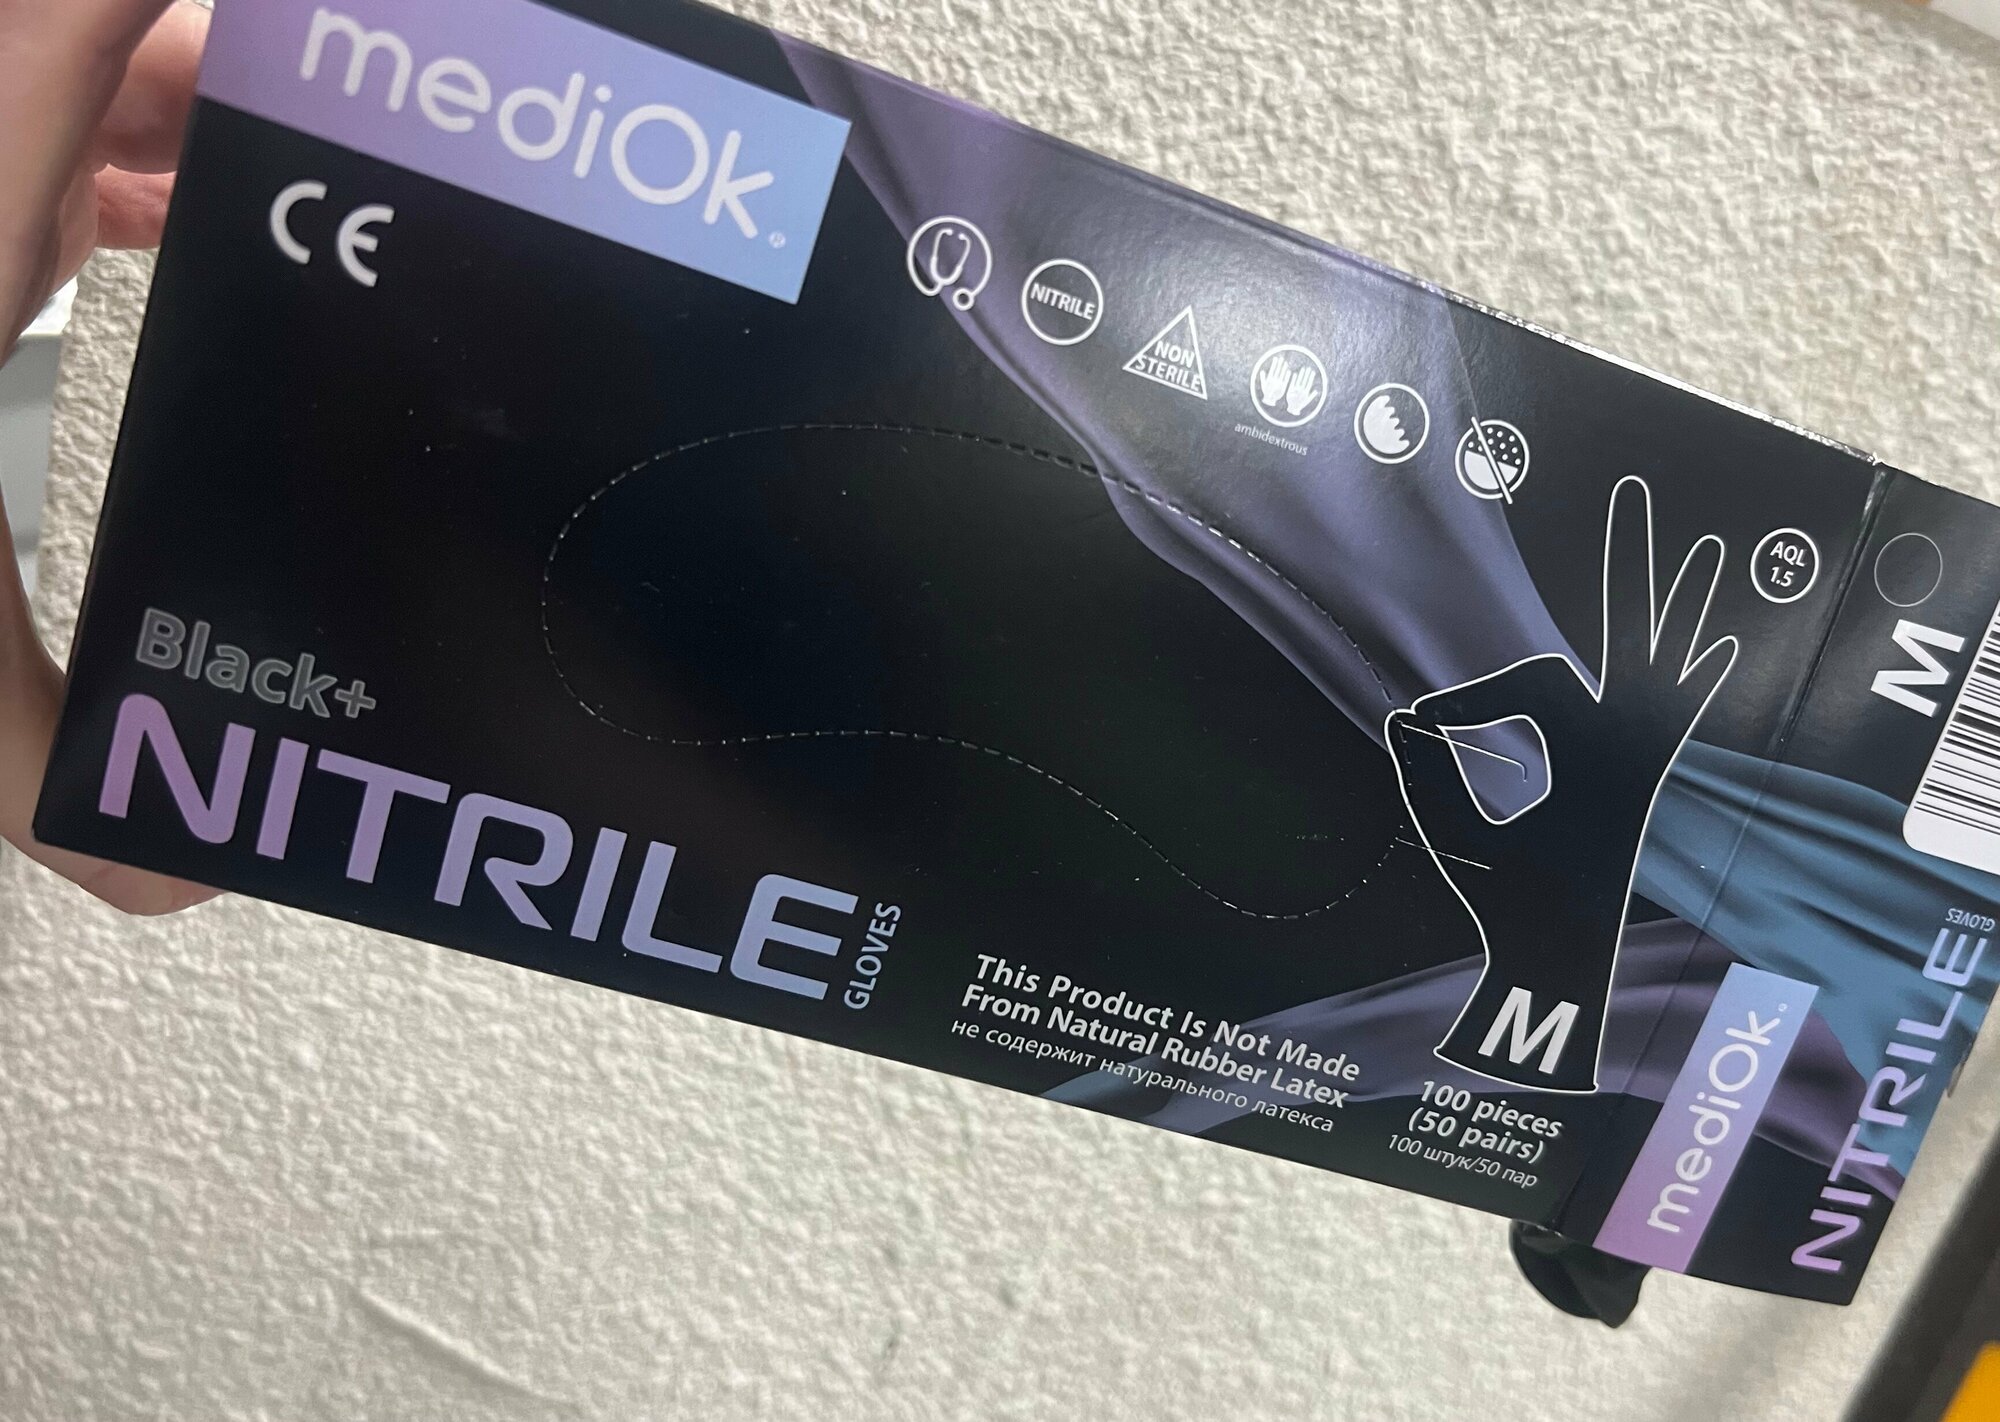 mediOk®
CE
NITRILE
NON
STERILE
ambidextrous
AQL
1.5
Black+
NITRILE
GLOVES
This Product Is Not Made
From Natural Rubber Latex
не содержит натурального латекса
M
100 pieces
(50 pairs)
100 штук/50 пар
M
mediOk®
NITRILE
GLOVES